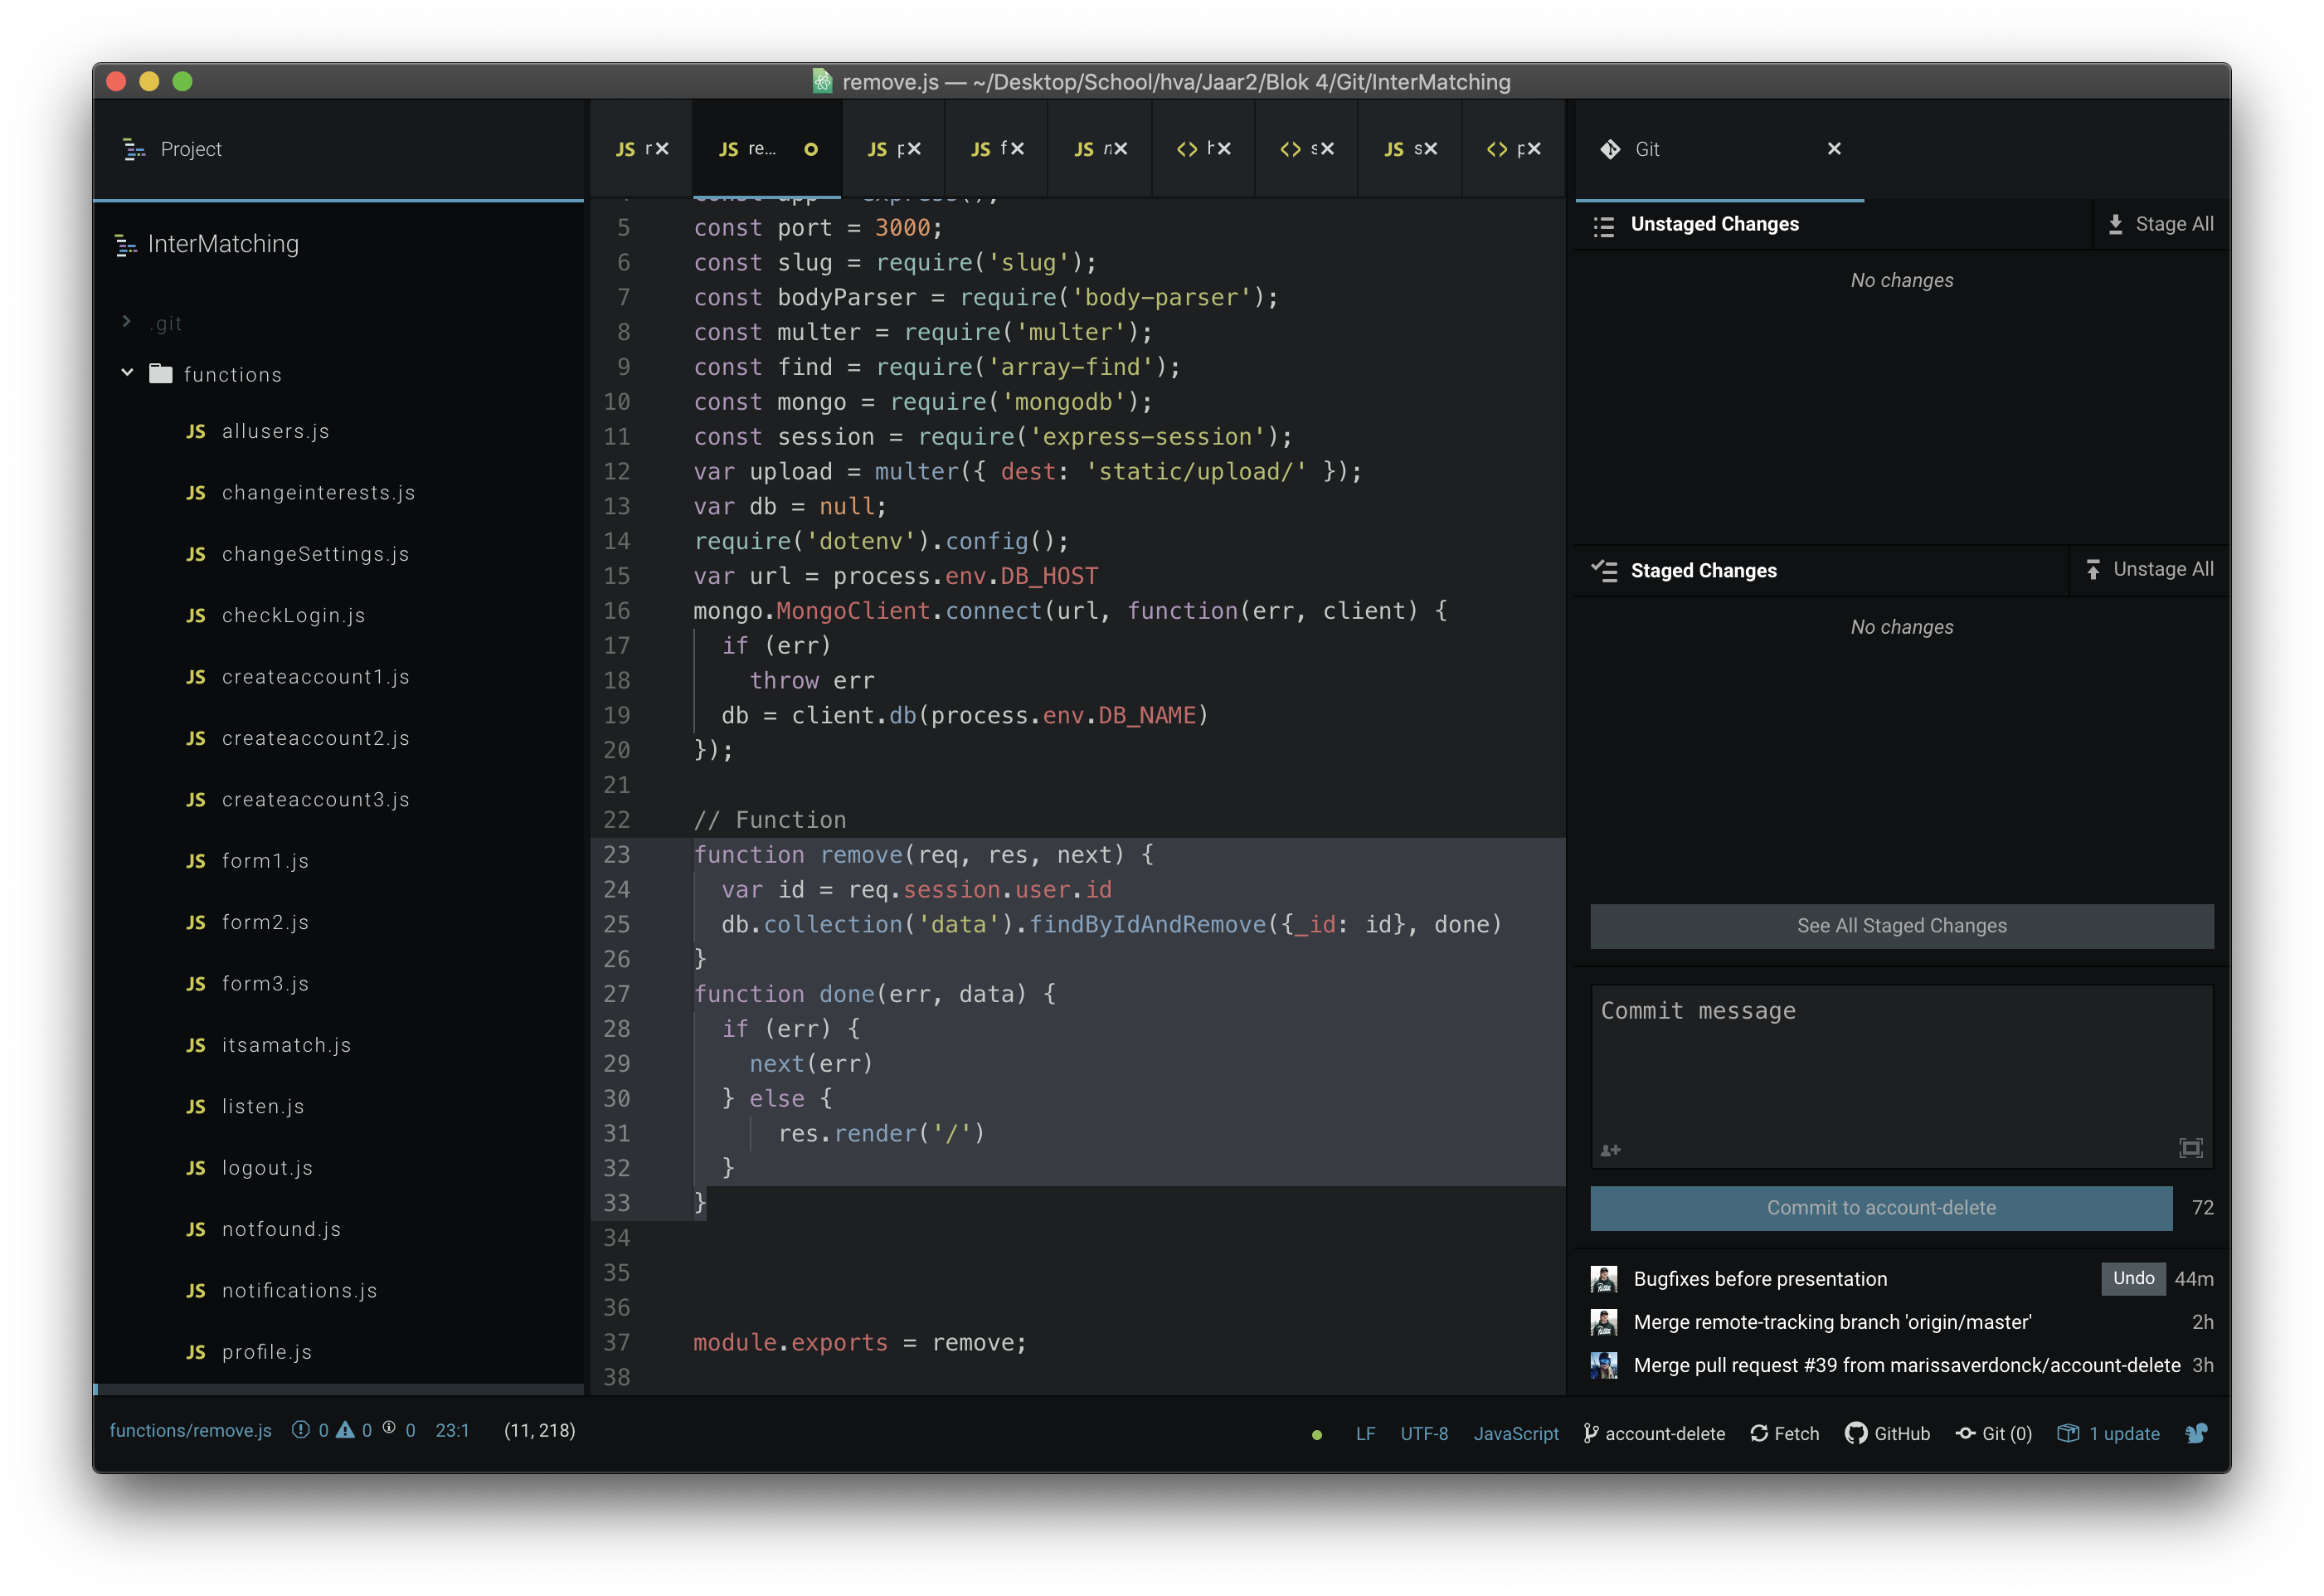 remove.js — ~/Desktop/School/hva/Jaar2/Blok 4/Git/InterMatching
Project
InterMatching
.git
functions
JS allusers.js
JS changeinterests.js
JS changeSettings.js
JS checkLogin.js
JS createaccount1.js
JS createaccount2.js
JS createaccount3.js
JS form1.js
JS form2.js
JS form3.js
JS itsamatch.js
JS listen.js
JS logout.js
JS notfound.js
JS notifications.js
JS profile.js
JS r
JS re...
JS p
JS f
JS n
<> h
<> s
JS s
<> p
5 const port = 3000;
6 const slug = require('slug');
7 const bodyParser = require('body-parser');
8 const multer = require('multer');
9 const find = require('array-find');
10 const mongo = require('mongodb');
11 const session = require('express-session');
12 var upload = multer({ dest: 'static/upload/' });
13 var db = null;
14 require('dotenv').config();
15 var url = process.env.DB_HOST
16 mongo.MongoClient.connect(url, function(err, client) {
17 if (err)
18 throw err
19 db = client.db(process.env.DB_NAME)
20 });
21
22 // Function
23 function remove(req, res, next) {
24 var id = req.session.user.id
25 db.collection('data').findByIdAndRemove({_id: id}, done)
26 }
27 function done(err, data) {
28 if (err) {
29 next(err)
30 } else {
31 res.render('/')
32 }
33 }
34
35
36
37 module.exports = remove;
38
Git
Unstaged Changes
Stage All
No changes
Staged Changes
Unstage All
No changes
See All Staged Changes
Commit message
Commit to account-delete
72
Bugfixes before presentation Undo 44m
Merge remote-tracking branch 'origin/master' 2h
Merge pull request #39 from marissaverdonck/account-delete 3h
functions/remove.js 0 0 0 23:1 (11, 218)
LF UTF-8 JavaScript account-delete Fetch GitHub Git (0) 1 update